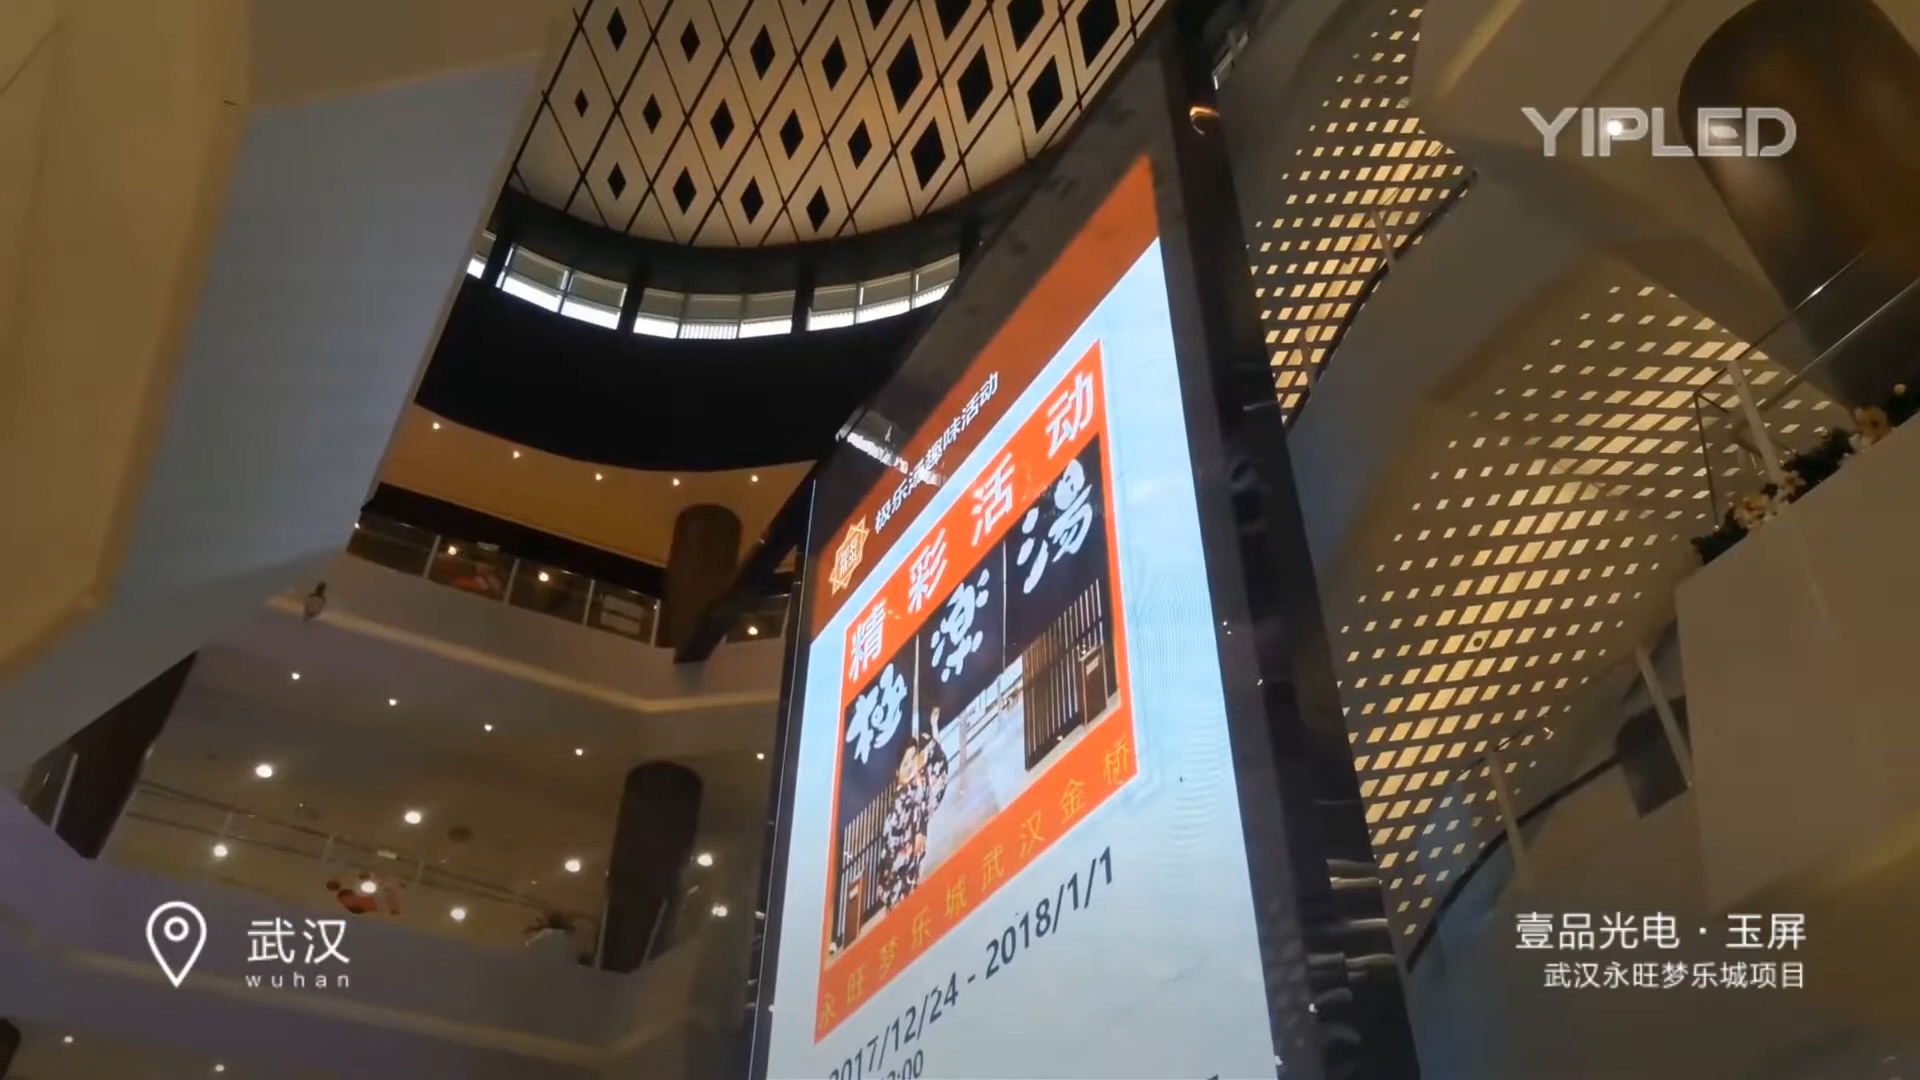 YIPLED
极乐汤趣味活动
精彩活动
極楽湯
永旺梦乐城武汉金桥
2017/12/24 - 2018/1/1
武汉
wuhan
壹品光电·玉屏
武汉永旺梦乐城项目